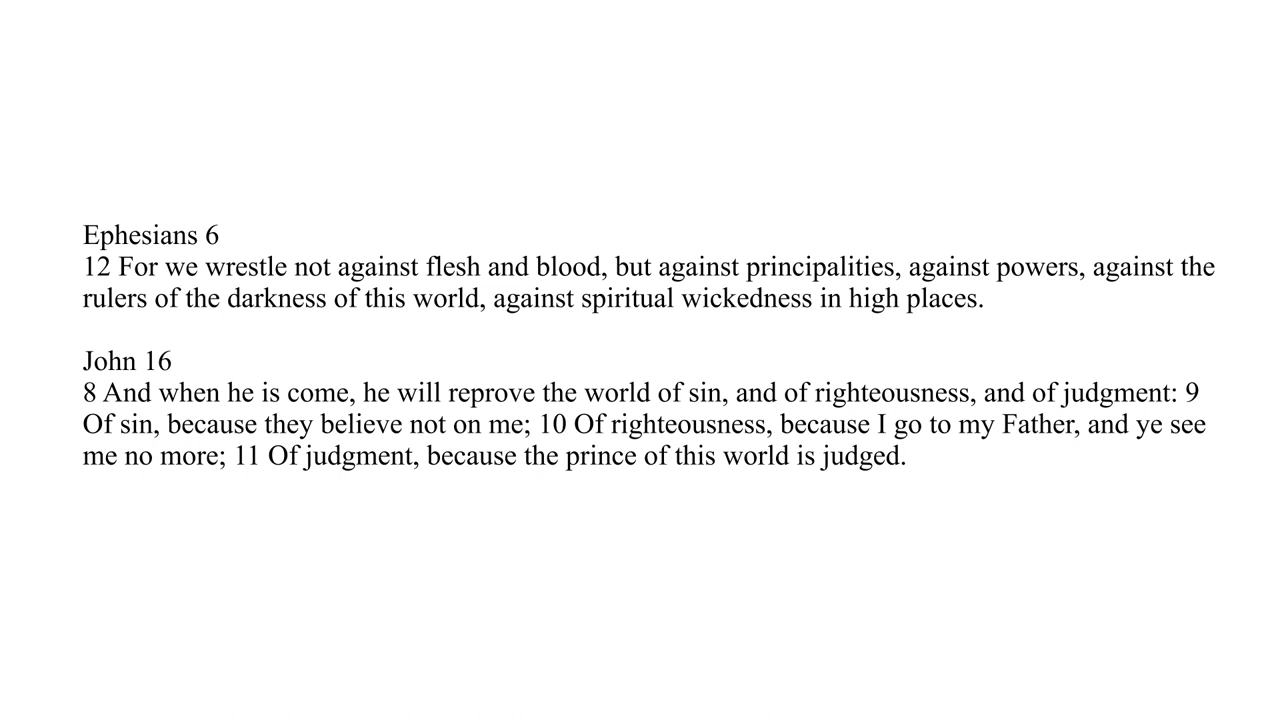 Ephesians 6
12 For we wrestle not against flesh and blood, but against principalities, against powers, against the
rulers of the darkness of this world, against spiritual wickedness in high places.
John 16
8 And when he is come, he will reprove the world of sin, and of righteousness, and of judgment: 9
Of sin, because they believe not on me; 10 Of righteousness, because I go to my Father, and ye see
me no more; 11 Of judgment, because the prince of this world is judged.